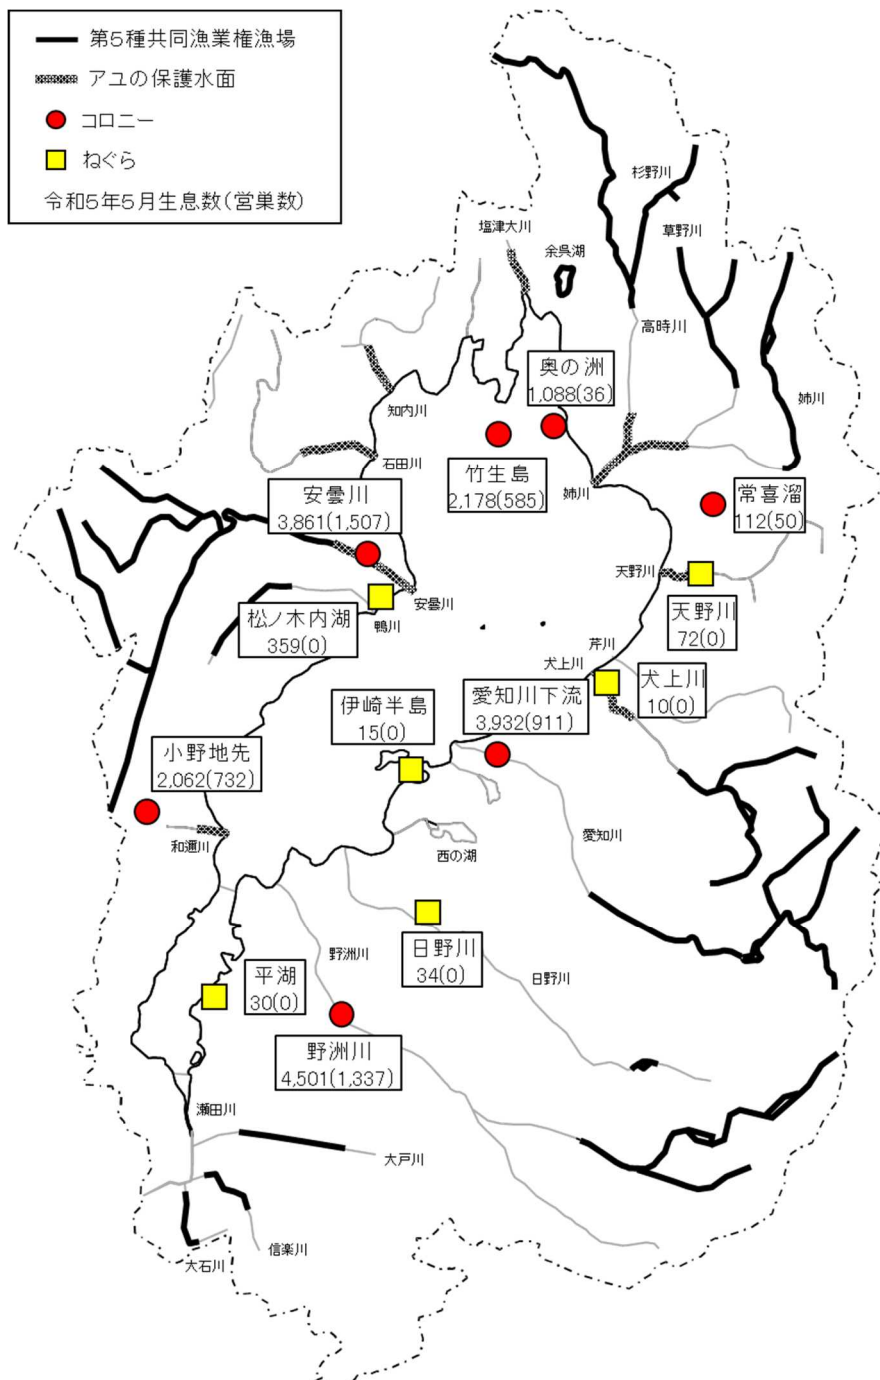 第5種共同漁業権漁場
アユの保護水面
コロニー
ねぐら
令和5年5月生息数(営巣数)
杉野川
塩津大川
余呉湖
草野川
高時川
奥の洲
1,088(36)
知内川
姉川
石田川
竹生島
2,178(585)
姉川
安曇川
3,861(1,507)
常喜溜
112(50)
天野川
安曇川
松ノ木内湖
359(0)
鴨川
天野川
72(0)
芹川
犬上川
犬上川
10(0)
伊崎半島
15(0)
愛知川下流
3,932(911)
小野地先
2,062(732)
和邇川
西の湖
愛知川
野洲川
日野川
34(0)
日野川
平湖
30(0)
野洲川
4,501(1,337)
瀬田川
大戸川
信楽川
大石川